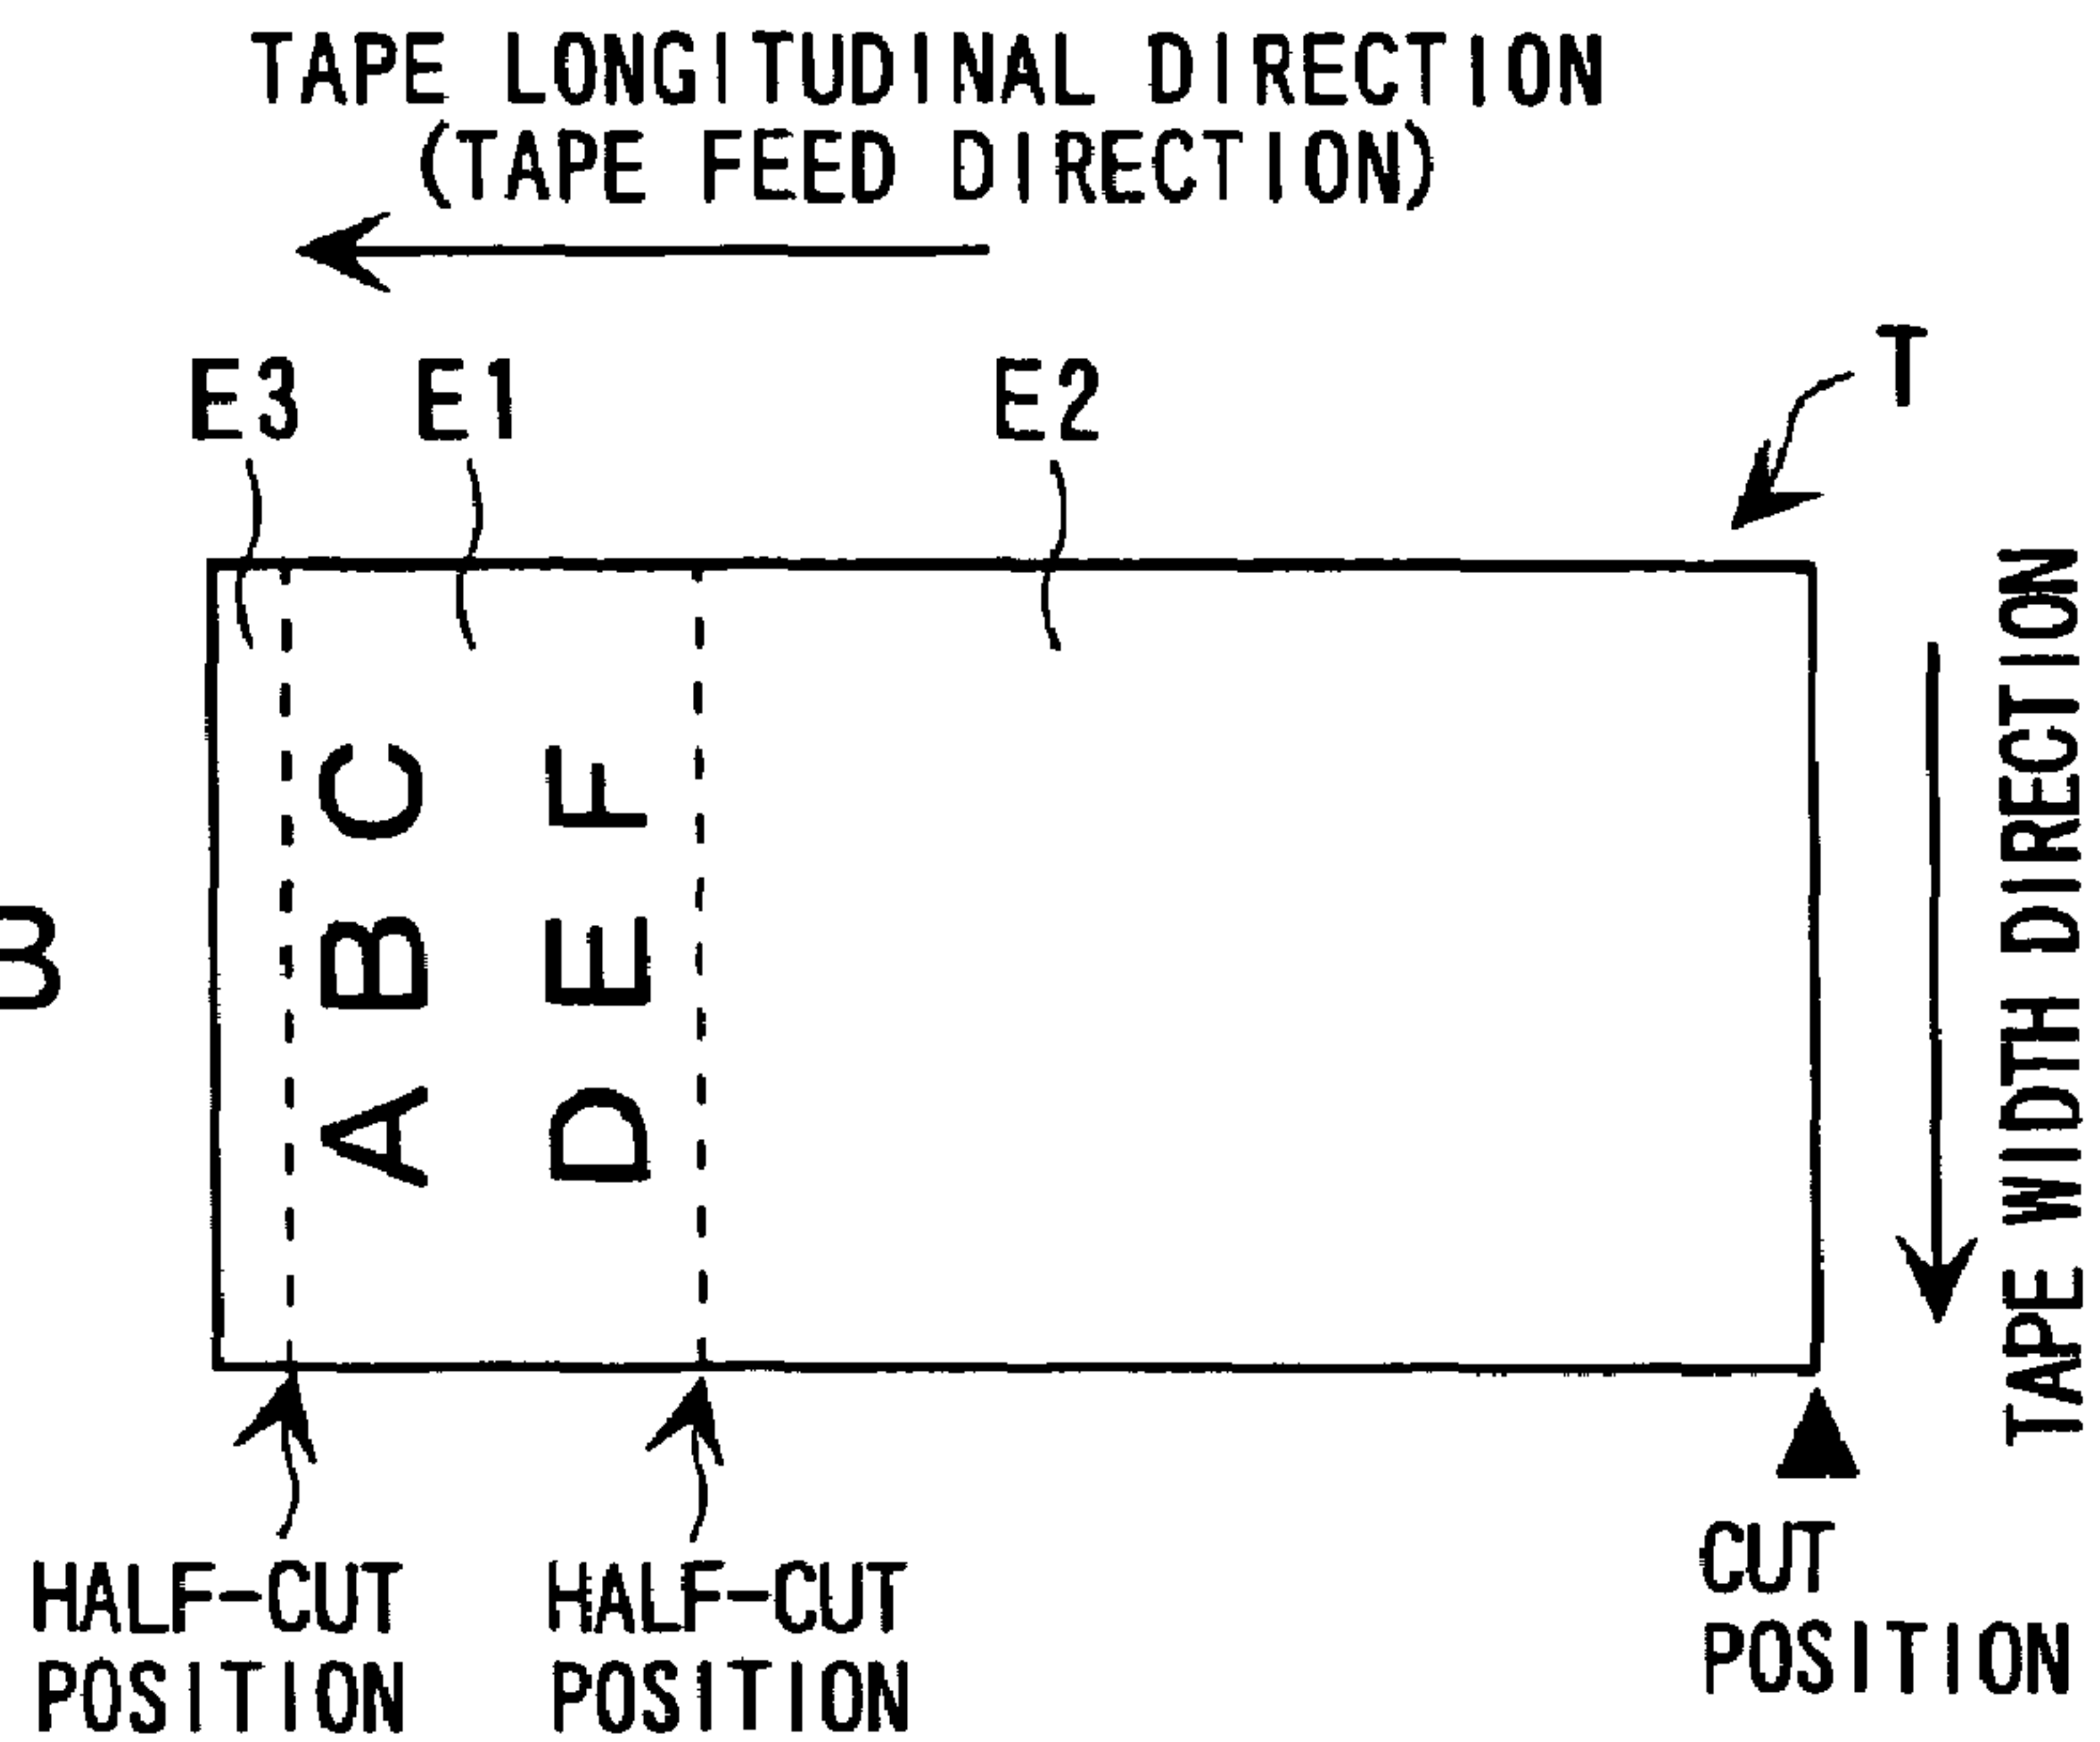 TAPE LONGITUDINAL DIRECTION
(TAPE FEED DIRECTION)
E3 E1 E2 T
ABC
DEF
B
TAPE WIDTH DIRECTION
HALF-CUT
POSITION
HALF-CUT
POSITION
CUT
POSITION